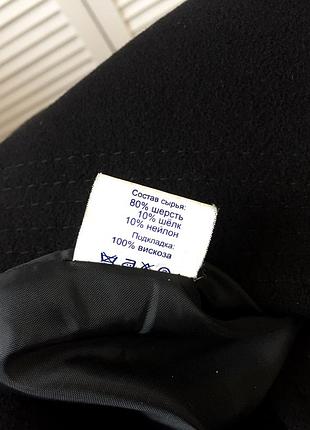 Состав сырья:
80% шерсть
10% шёлк
10% нейлон
Подкладка:
100% вискоза